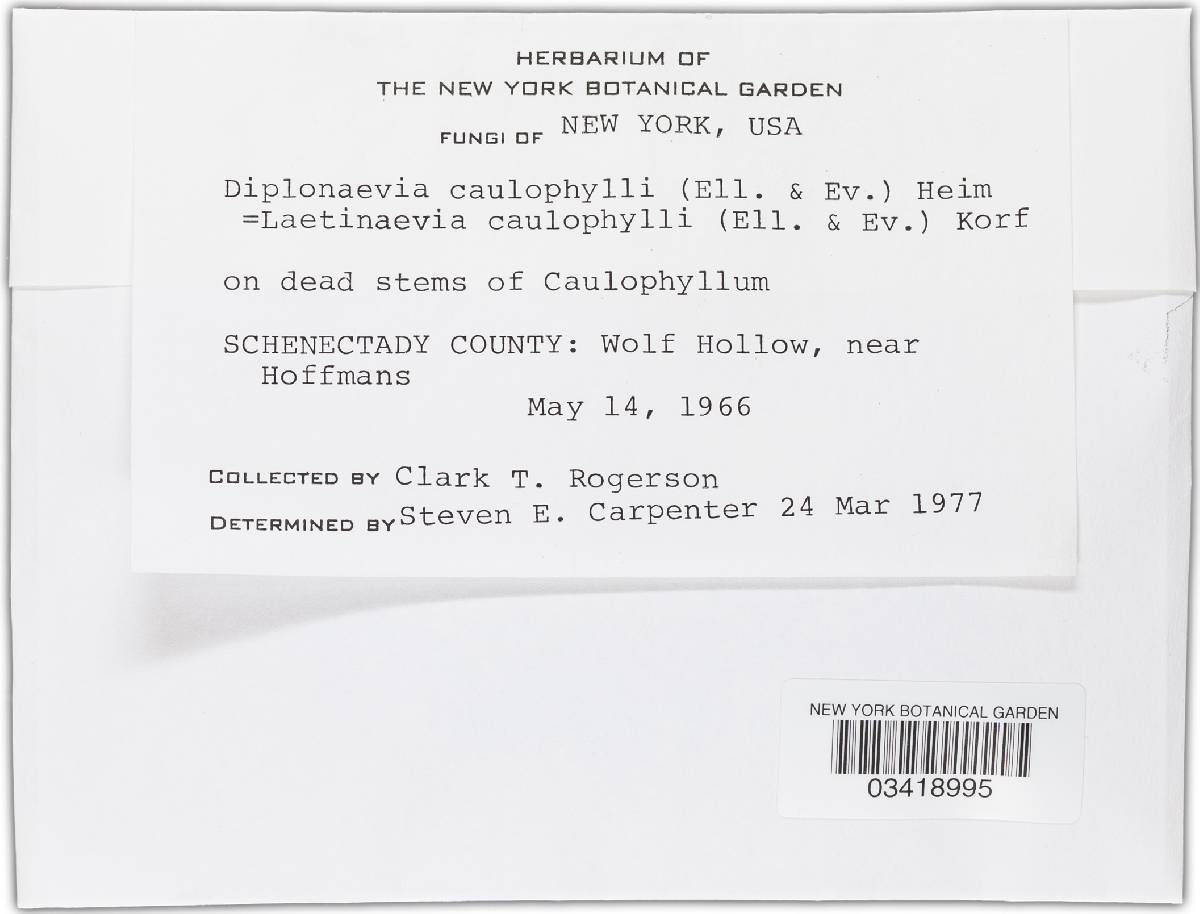 HERBARIUM OF
THE NEW YORK BOTANICAL GARDEN
FUNGI OF NEW YORK, USA
Diplonaevia caulophylli (Ell. & Ev.) Heim
=Laetinaevia caulophylli (Ell. & Ev.) Korf
on dead stems of Caulophyllum
SCHENECTADY COUNTY: Wolf Hollow, near
Hoffmans
May 14, 1966
COLLECTED BY Clark T. Rogerson
DETERMINED BY Steven E. Carpenter 24 Mar 1977
NEW YORK BOTANICAL GARDEN
03418995